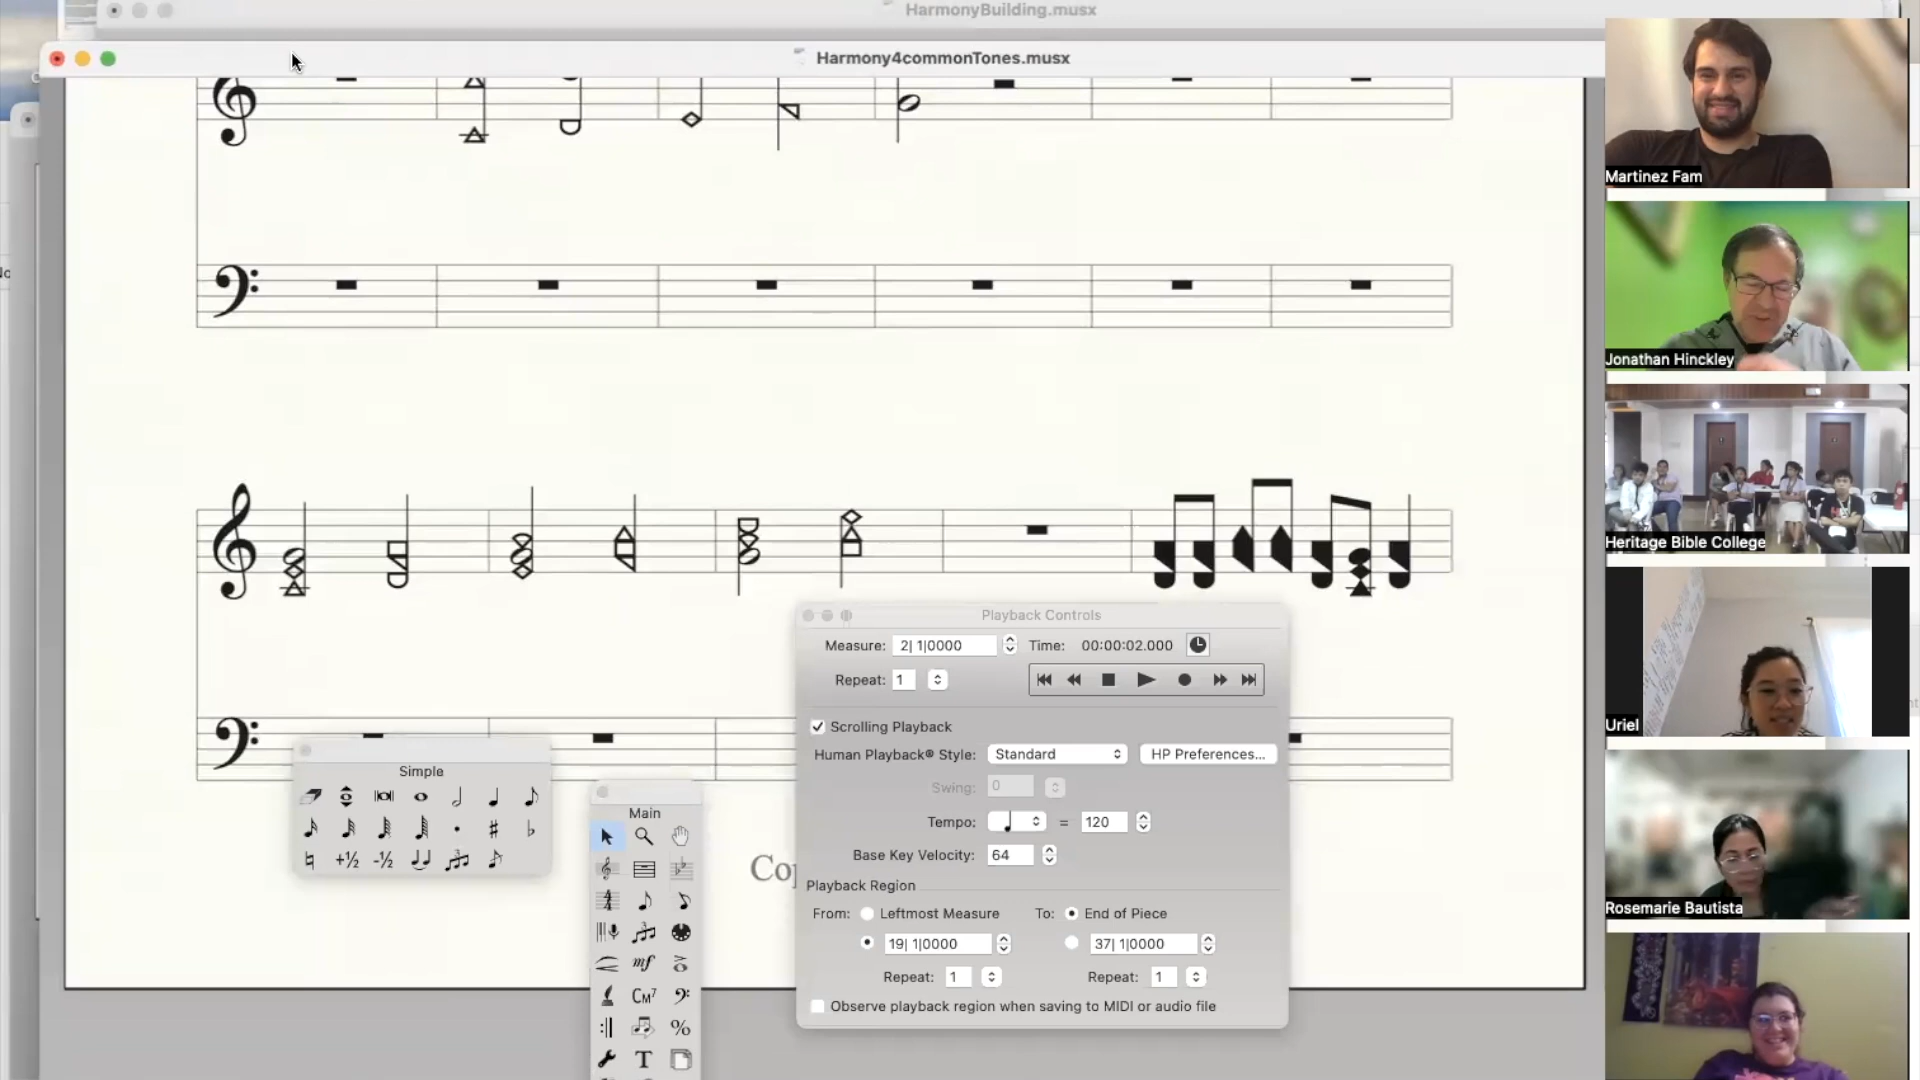 HarmonyBuilding.musx
Harmony4commonTones.musx
Martinez Fam
Jonathan Hinckley
Heritage Bible College
Uriel
Rosemarie Bautista
Playback Controls
Measure: 2| 1|0000 Time: 00:00:02.000
Repeat: 1
Scrolling Playback
Human Playback® Style: Standard HP Preferences...
Swing: 0
Tempo: = 120
Base Key Velocity: 64
Playback Region
From: Leftmost Measure To: End of Piece
19| 1|0000 37| 1|0000
Repeat: 1 Repeat: 1
Observe playback region when saving to MIDI or audio file
Simple
+½ -½
Main
mf
CM⁷
%
T